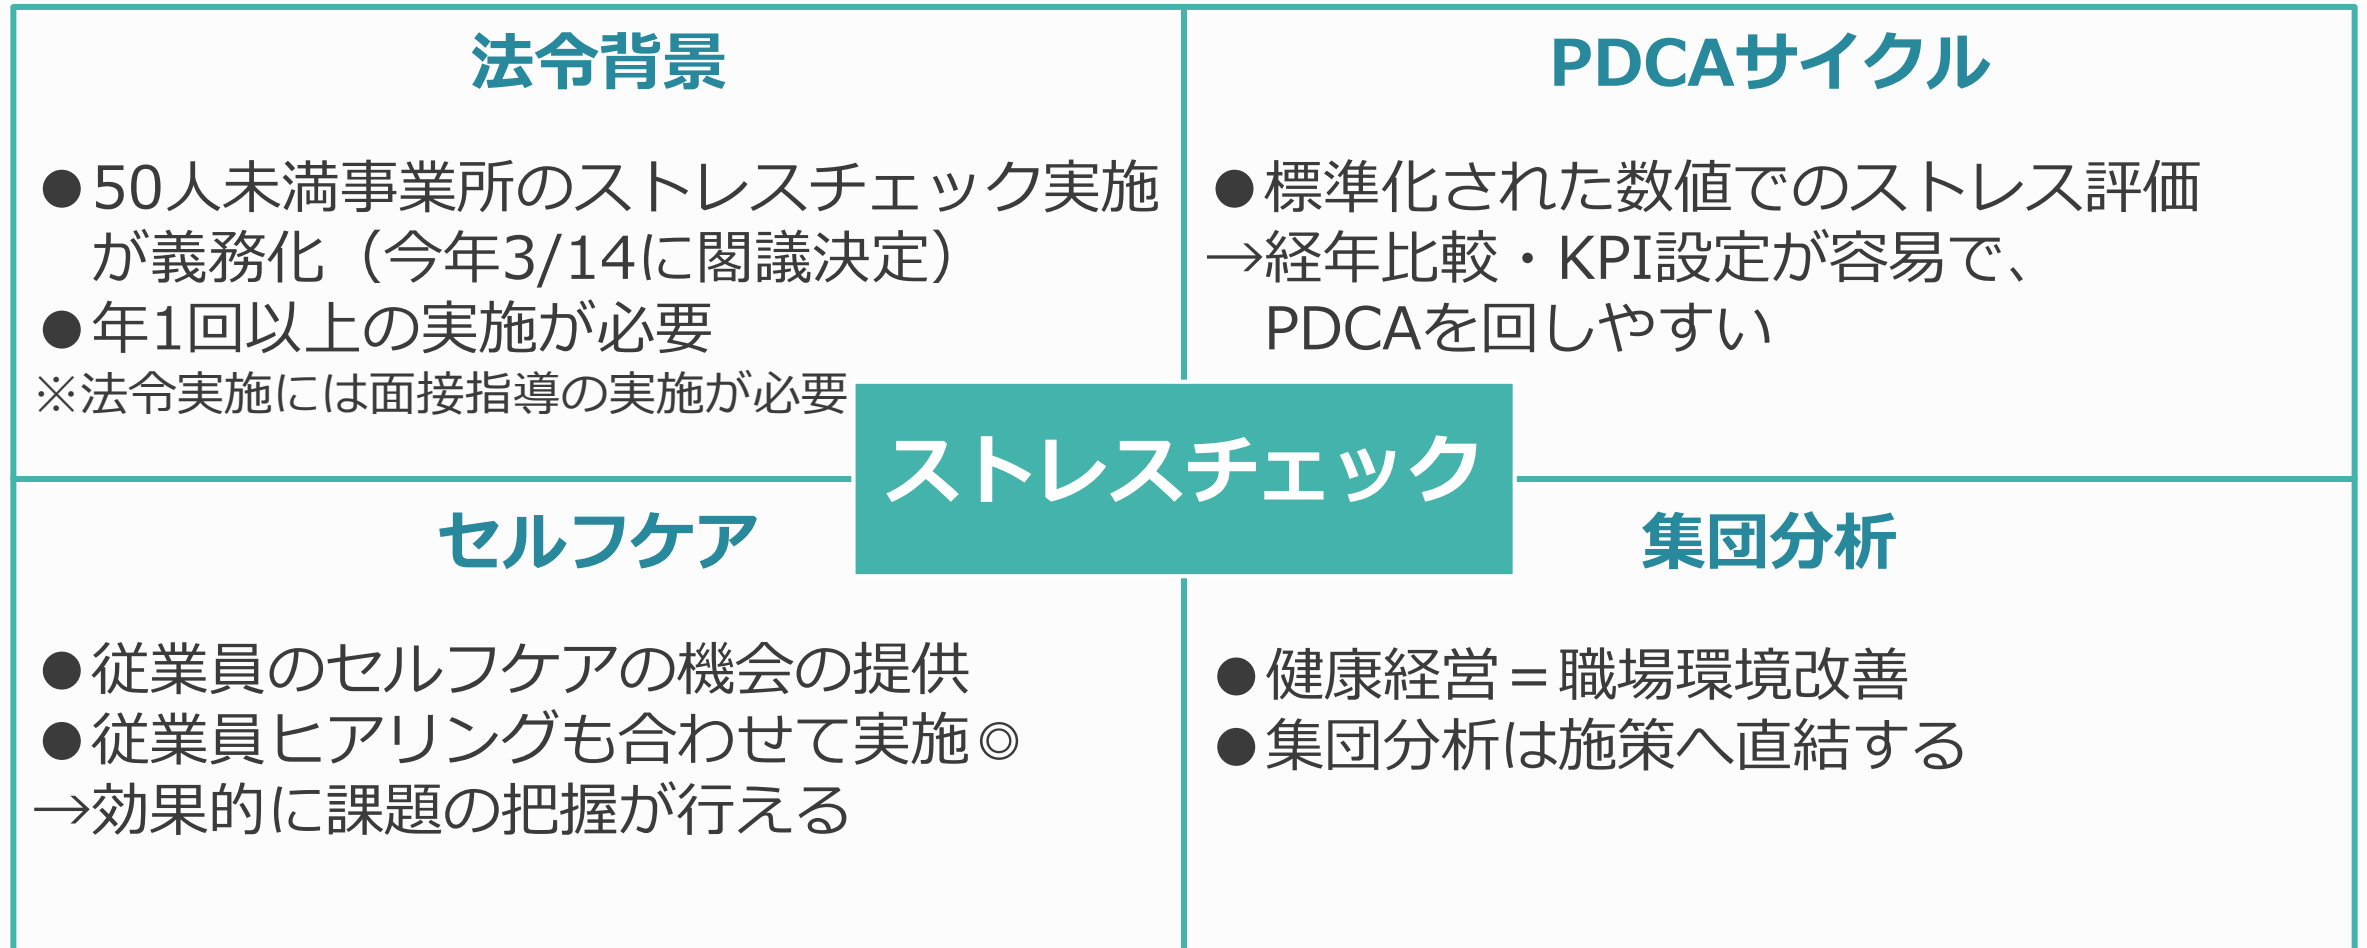 法令背景
●50人未満事業所のストレスチェック実施
が義務化（今年3/14に閣議決定）
●年1回以上の実施が必要
※法令実施には面接指導の実施が必要
PDCAサイクル
●標準化された数値でのストレス評価
→経年比較・KPI設定が容易で、
PDCAを回しやすい
ストレスチェック
セルフケア
●従業員のセルフケアの機会の提供
●従業員ヒアリングも合わせて実施◎
→効果的に課題の把握が行える
集団分析
●健康経営＝職場環境改善
●集団分析は施策へ直結する